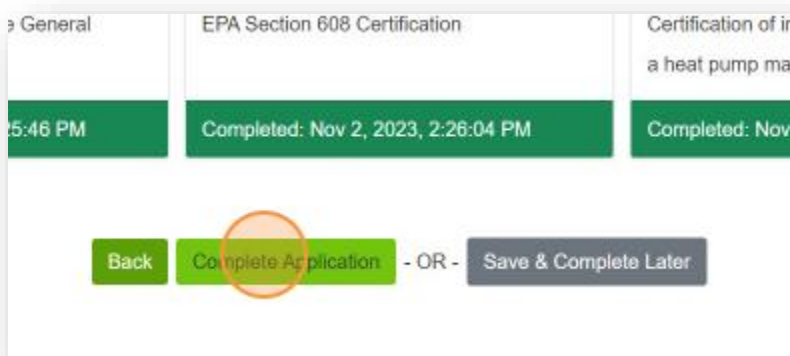 General
EPA Section 608 Certification
Certification of
a heat pump
5:46 PM
Completed: Nov 2, 2023, 2:26:04 PM
Completed: Nov
Back
Complete Application
- OR -
Save & Complete Later